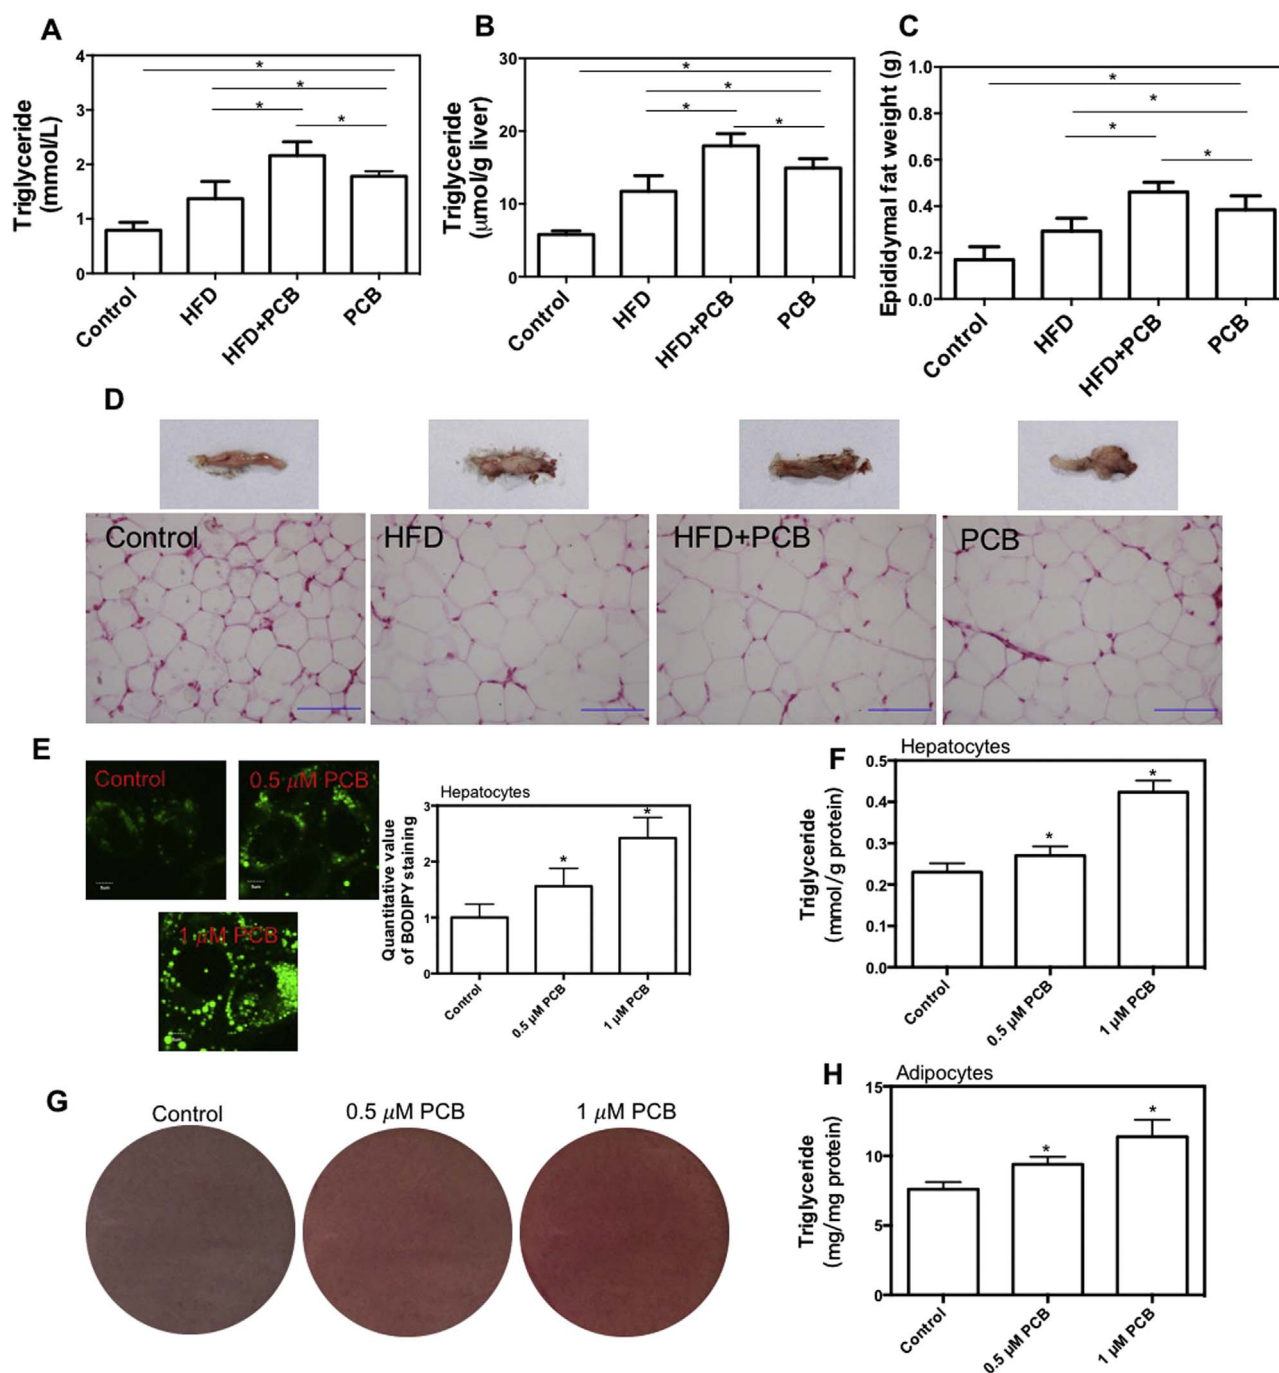 A
Triglyceride
(mmol/L)
4
3
2
1
0
*
*
*
*
Control
HFD
HFD+PCB
PCB
B
Triglyceride
(μmol/g liver)
30
20
10
0
*
*
*
*
Control
HFD
HFD+PCB
PCB
C
Epididymal fat weight (g)
1.0
0.8
0.6
0.4
0.2
0.0
*
*
*
*
Control
HFD
HFD+PCB
PCB
D
Control
HFD
HFD+PCB
PCB
E
Control
0.5 μM PCB
1 μM PCB
5um
5um
5um
Hepatocytes
Quantitative value
of BODIPY staining
3
2
1
0
*
*
Control
0.5 μM PCB
1 μM PCB
F
Hepatocytes
Triglyceride
(mmol/g protein)
0.5
0.4
0.3
0.2
0.1
0.0
*
*
Control
0.5 μM PCB
1 μM PCB
G
Control
0.5 μM PCB
1 μM PCB
H
Adipocytes
Triglyceride
(mg/mg protein)
15
10
5
0
*
*
Control
0.5 μM PCB
1 μM PCB